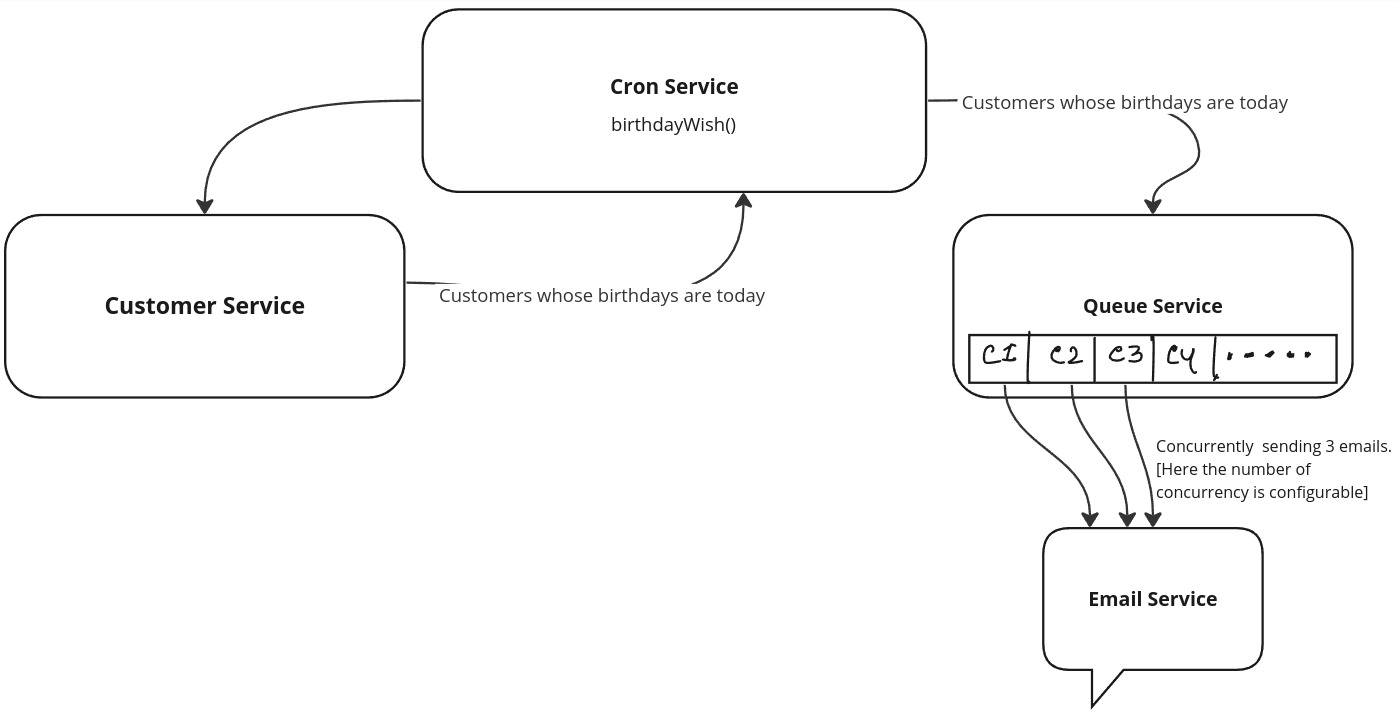 Cron Service
birthdayWish()
Customers whose birthdays are today
Customer Service
Customers whose birthdays are today
Queue Service
C1 C2 C3 C4 .....
Concurrently  sending 3 emails.
[Here the number of
concurrency is configurable]
Email Service